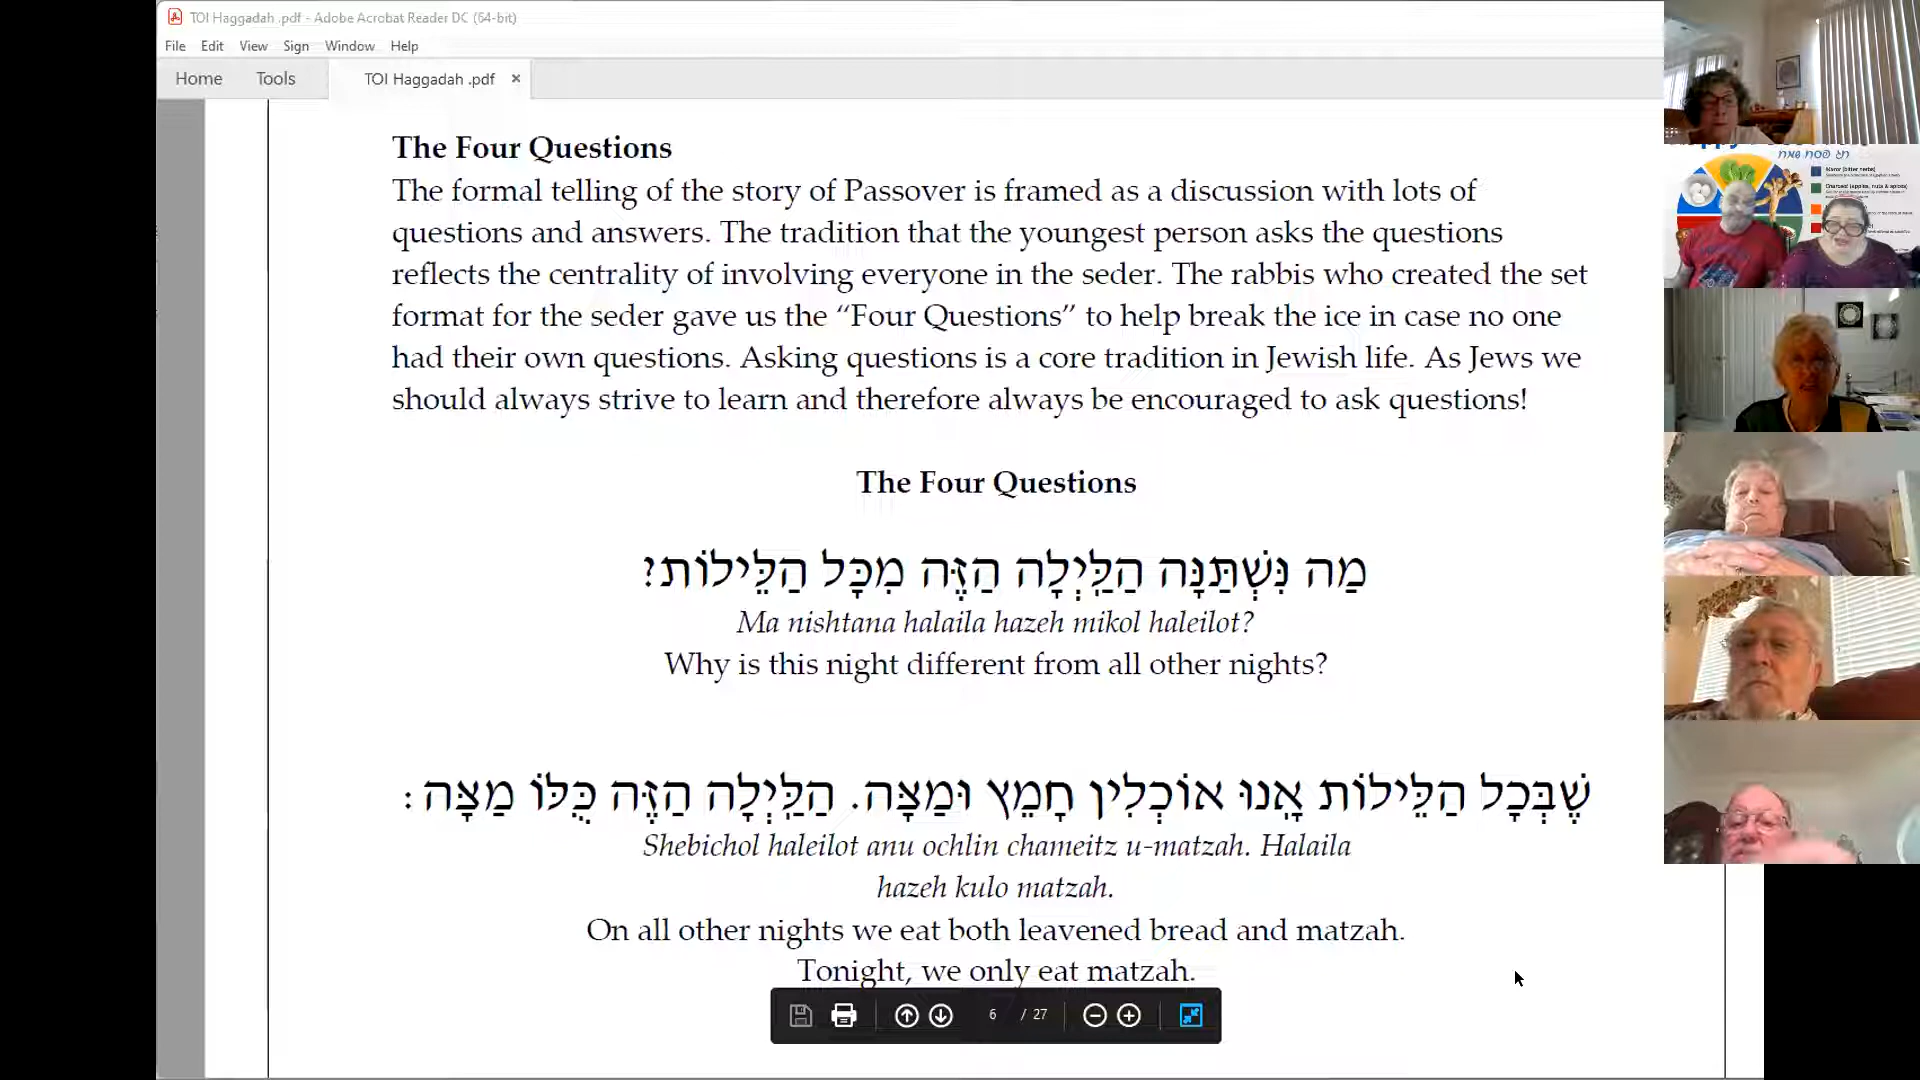 TOI Haggadah .pdf - Adobe Acrobat Reader DC (64-bit)
File Edit View Sign Window Help
Home Tools TOI Haggadah .pdf ×
The Four Questions
The formal telling of the story of Passover is framed as a discussion with lots of
questions and answers. The tradition that the youngest person asks the questions
reflects the centrality of involving everyone in the seder. The rabbis who created the set
format for the seder gave us the “Four Questions” to help break the ice in case no one
had their own questions. Asking questions is a core tradition in Jewish life. As Jews we
should always strive to learn and therefore always be encouraged to ask questions!
The Four Questions
מַה נִּשְׁתַּנָּה הַלַּֽיְלָה הַזֶּה מִכָּל הַלֵּילוֹת?
Ma nishtana halaila hazeh mikol haleilot?
Why is this night different from all other nights?
שֶׁבְּכָל הַלֵּילוֹת אָֽנוּ אוֹכְלִין חָמֵץ וּמַצָּה. הַלַּֽיְלָה הַזֶּה כֻּלּוֹ מַצָּה:
Shebichol haleilot anu ochlin chameitz u-matzah. Halaila
hazeh kulo matzah.
On all other nights we eat both leavened bread and matzah.
Tonight, we only eat matzah.
6 / 27
Maror (bitter herbs)
Charoset (apples, nuts & spices)